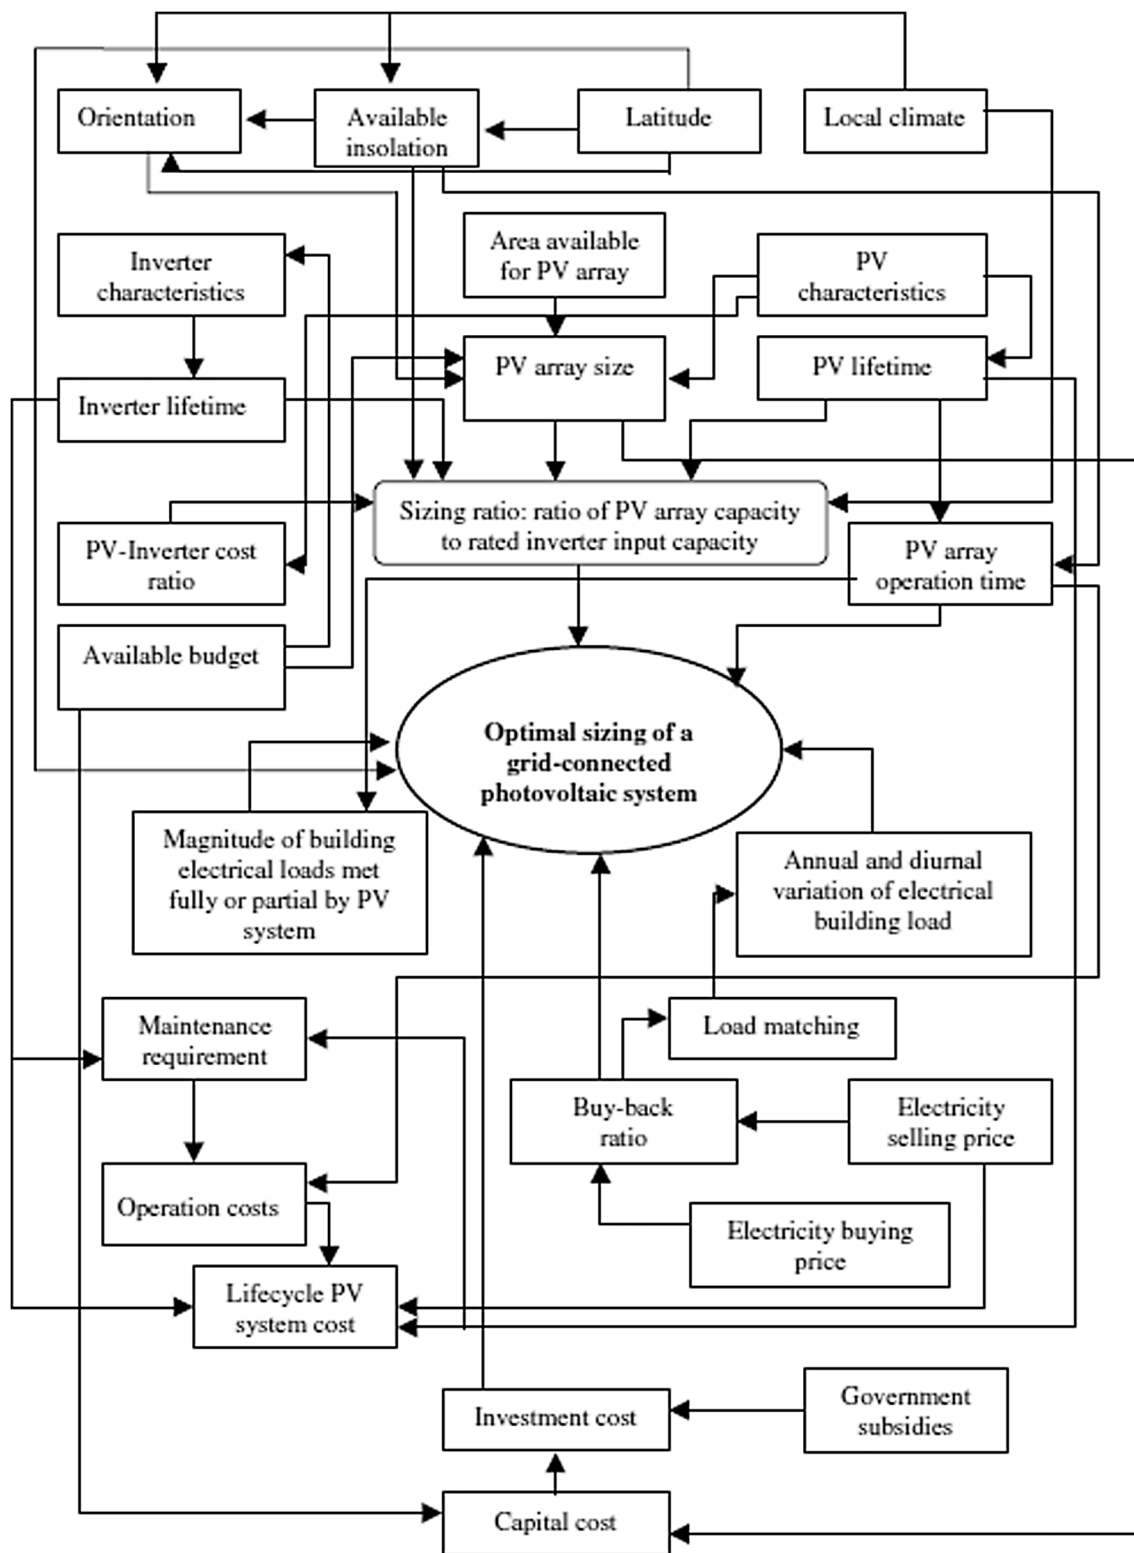 Orientation
Available
insolation
Latitude
Local climate
Area available
for PV array
Inverter
characteristics
PV
characteristics
PV array size
PV lifetime
Inverter lifetime
Sizing ratio: ratio of PV array capacity
to rated inverter input capacity
PV-Inverter cost
ratio
PV array
operation time
Available budget
Optimal sizing of a
grid-connected
photovoltaic system
Magnitude of building
electrical loads met
fully or partial by PV
system
Annual and diurnal
variation of electrical
building load
Maintenance
requirement
Load matching
Buy-back
ratio
Electricity
selling price
Operation costs
Electricity buying
price
Lifecycle PV
system cost
Investment cost
Government
subsidies
Capital cost